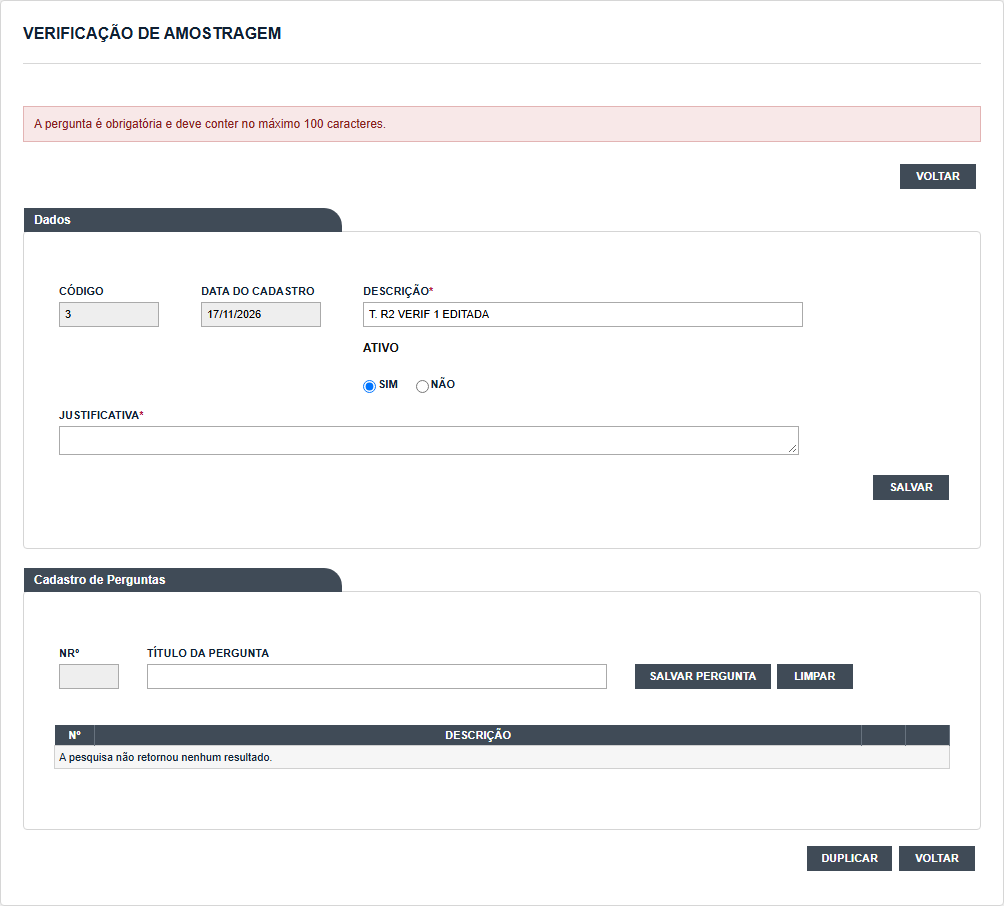 VERIFICAÇÃO DE AMOSTRAGEM
A pergunta é obrigatória e deve conter no máximo 100 caracteres.
VOLTAR
Dados
CÓDIGO DATA DO CADASTRO DESCRIÇÃO*
3 17/11/2026 T. R2 VERIF 1 EDITADA
ATIVO
SIM NÃO
JUSTIFICATIVA*
SALVAR
Cadastro de Perguntas
NRº TÍTULO DA PERGUNTA
SALVAR PERGUNTA LIMPAR
Nº DESCRIÇÃO
A pesquisa não retornou nenhum resultado.
DUPLICAR VOLTAR